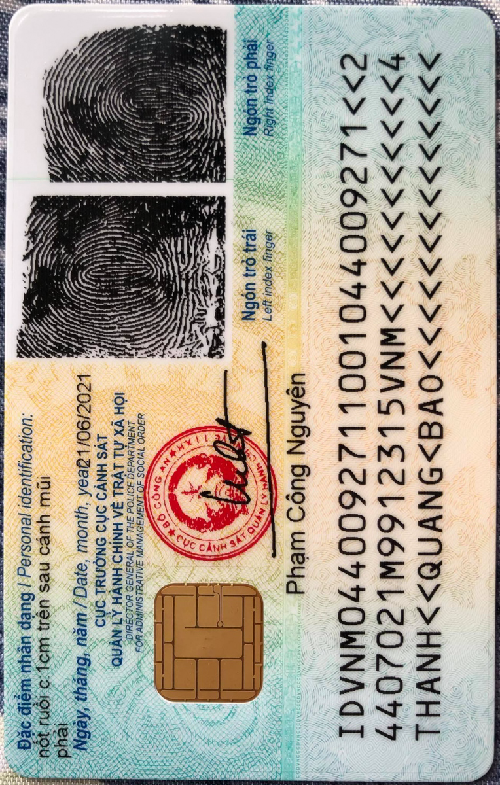 Đặc điểm nhân dạng / Personal identification:
nốt ruồi c.1cm trên sau cánh mũi
phải
Ngày, tháng, năm / Date, month, year 21/06/2021
CỤC TRƯỞNG CỤC CẢNH SÁT
QUẢN LÝ HÀNH CHÍNH VỀ TRẬT TỰ XÃ HỘI
DIRECTOR GENERAL OF THE POLICE DEPARTMENT
FOR ADMINISTRATIVE MANAGEMENT OF SOCIAL ORDER
BỘ CÔNG AN
CỤC CẢNH SÁT QUẢN LÝ HÀNH CHÍNH
Phạm Công Nguyên
Ngón trỏ trái
Left index finger
Ngón trỏ phải
Right index finger
IDVNM0440092711001044009271<<2
4407021M9912315VNM<<<<<<<<<<<4
THANH<<QUANG<BAO<<<<<<<<<<<<<<